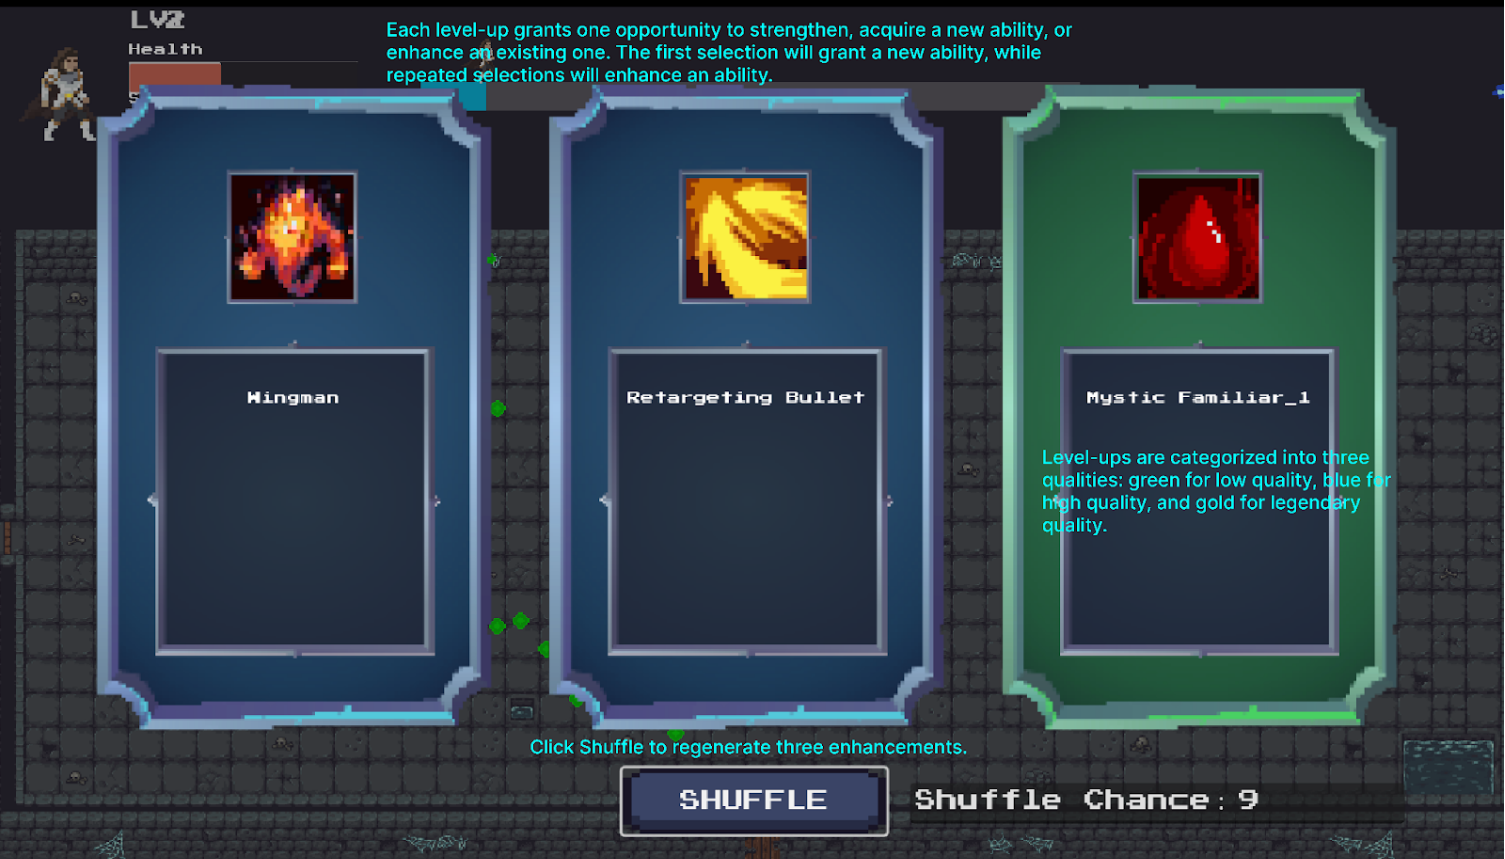 LV2
Each level-up grants one opportunity to strengthen, acquire a new ability, or
Health
enhance an existing one. The first selection will grant a new ability, while
repeated selections will enhance an ability.
Wingman
Retargeting Bullet
Mystic Familiar_1
Level-ups are categorized into three
qualities: green for low quality, blue for
high quality, and gold for legendary
quality.
Click Shuffle to regenerate three enhancements.
SHUFFLE
Shuffle Chance: 9